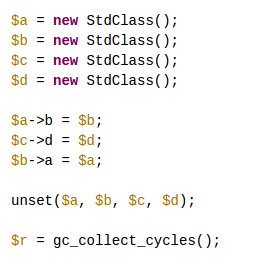 $a = new StdClass();
$b = new StdClass();
$c = new StdClass();
$d = new StdClass();

$a->b = $b;
$c->d = $d;
$b->a = $a;

unset($a, $b, $c, $d);

$r = gc_collect_cycles();